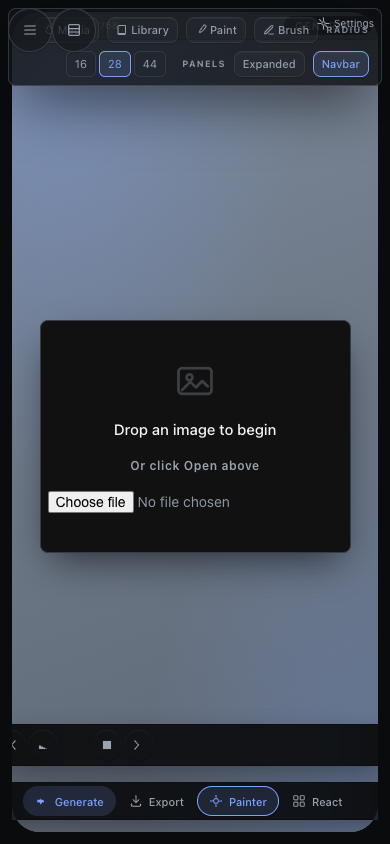 Library
Paint
Brush
Settings
RADIUS
16
28
44
PANELS
Expanded
Navbar
Drop an image to begin
Or click Open above
Choose file
No file chosen
Generate
Export
Painter
React